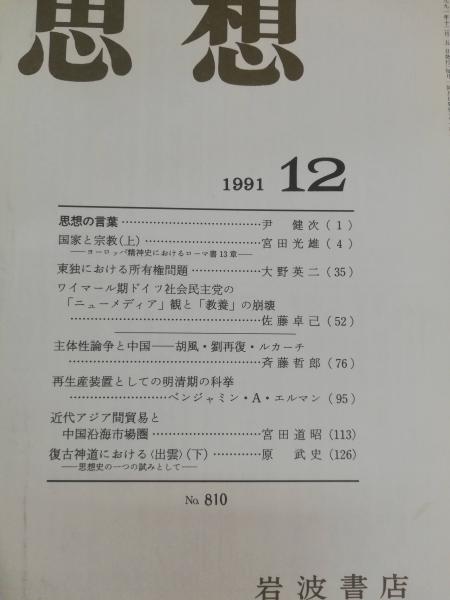 思想
1991 12
思想の言葉…………………………尹 健次（1）
国家と宗教(上)……………………宮田光雄（4）
――ヨーロッパ精神史におけるローマ書13章――
東独における所有権問題……………大野英二（35）
ワイマール期ドイツ社会民主党の
「ニューメディア」観と「教養」の崩壊
…………………………………佐藤卓己（52）
主体性論争と中国――胡風・劉再復・ルカーチ
…………………………………斉藤哲郎（76）
再生産装置としての明清期の科挙
…………………ベンジャミン・A・エルマン（95）
近代アジア間貿易と
中国沿海市場圏………………宮田道昭（113）
復古神道における〈出雲〉(下)…………原 武史（126）
――思想史の一つの試みとして――
No. 810
岩波書店